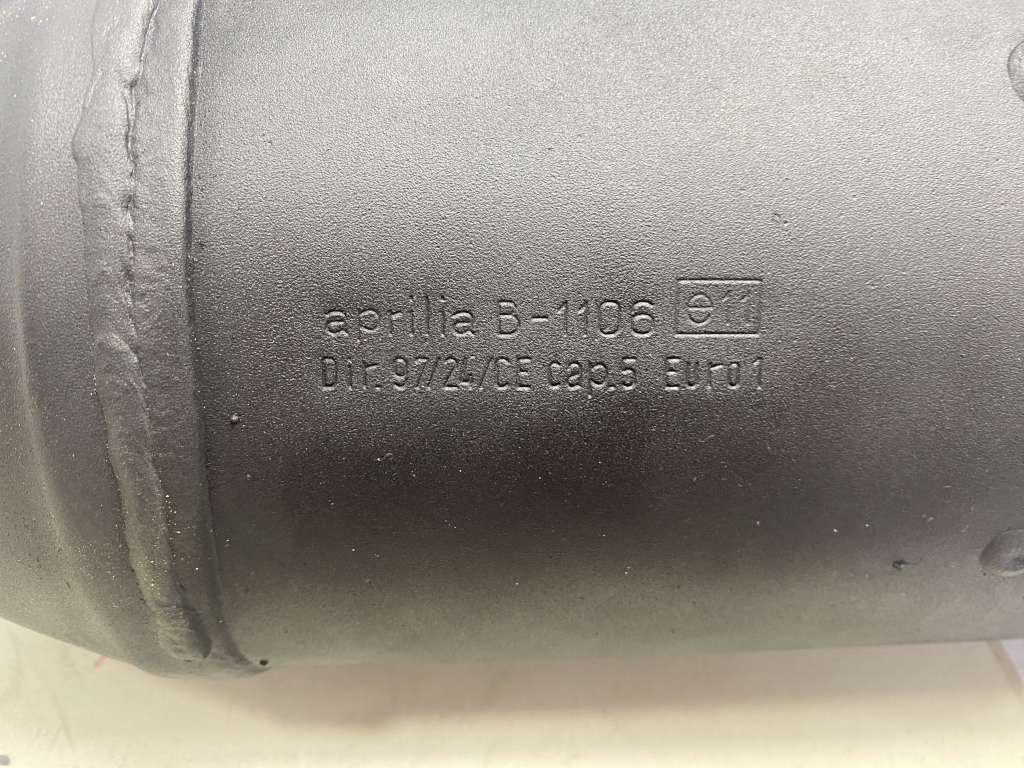 aprilia B-1106 e11
Dir.97/24/CE cap.5 Euro1